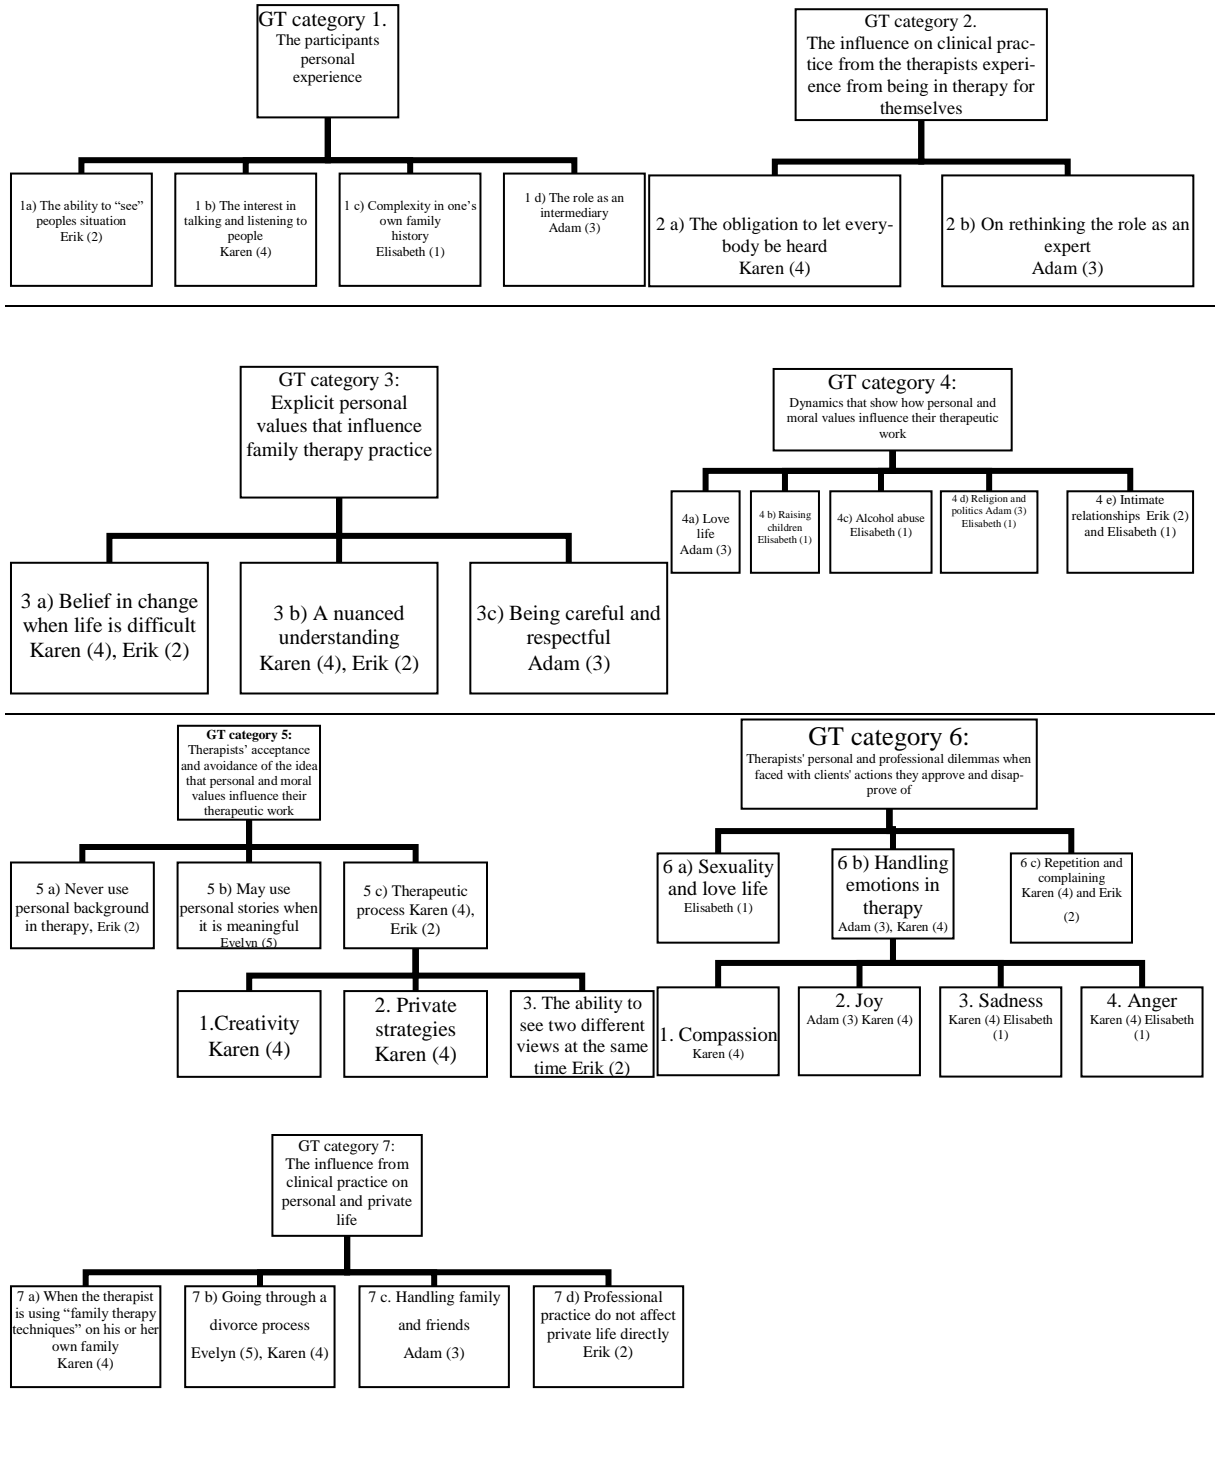 GT category 1.
The participants
personal
experience
GT category 2.
The influence on clinical prac-
tice from the therapists experi-
ence from being in therapy for
themselves
1a) The ability to “see”
peoples situation
Erik (2)
1 b) The interest in
talking and listening to
people
Karen (4)
1 c) Complexity in one’s
own family
history
Elisabeth (1)
1 d) The role as an
intermediary
Adam (3)
2 a) The obligation to let every-
body be heard
Karen (4)
2 b) On rethinking the role as an
expert
Adam (3)
GT category 3:
Explicit personal
values that influence
family therapy practice
GT category 4:
Dynamics that show how personal and
moral values influence their therapeutic
work
3 a) Belief in change
when life is difficult
Karen (4), Erik (2)
3 b) A nuanced
understanding
Karen (4), Erik (2)
3c) Being careful and
respectful
Adam (3)
4a) Love
life
Adam (3)
4 b) Raising
children
Elisabeth (1)
4c) Alcohol abuse
Elisabeth (1)
4 d) Religion and
politics Adam (3)
Elisabeth (1)
4 e) Intimate
relationships Erik (2)
and Elisabeth (1)
GT category 5:
Therapists’ acceptance
and avoidance of the idea
that personal and moral
values influence their
therapeutic work
GT category 6:
Therapists' personal and professional dilemmas when
faced with clients' actions they approve and disap-
prove of
5 a) Never use
personal background
in therapy, Erik (2)
5 b) May use
personal stories when
it is meaningful
Evelyn (5)
5 c) Therapeutic
process Karen (4),
Erik (2)
1.Creativity
Karen (4)
2. Private
strategies
Karen (4)
3. The ability to
see two different
views at the same
time Erik (2)
6 a) Sexuality
and love life
Elisabeth (1)
6 b) Handling
emotions in
therapy
Adam (3), Karen (4)
6 c) Repetition and
complaining
Karen (4) and Erik
(2)
1. Compassion
Karen (4)
2. Joy
Adam (3) Karen (4)
3. Sadness
Karen (4) Elisabeth
(1)
4. Anger
Karen (4) Elisabeth
(1)
GT category 7:
The influence from
clinical practice on
personal and private
life
7 a) When the therapist
is using “family therapy
techniques” on his or her
own family
Karen (4)
7 b) Going through a
divorce process
Evelyn (5), Karen (4)
7 c. Handling family
and friends
Adam (3)
7 d) Professional
practice do not affect
private life directly
Erik (2)